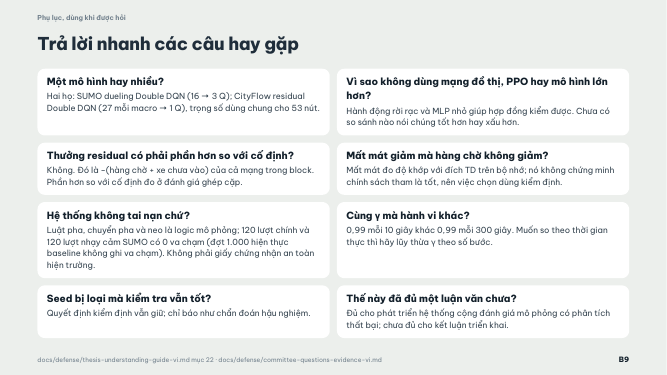 Phụ lục, dùng khi được hỏi
Trả lời nhanh các câu hay gặp
Một mô hình hay nhiều?
Hai họ: SUMO dueling Double DQN (16 → 3 Q); CityFlow residual
Double DQN (27 mỗi macro → 1 Q), trọng số dùng chung cho 53 nút.
Vì sao không dùng mạng đồ thị, PPO hay mô hình lớn
hơn?
Hành động rời rạc và MLP nhỏ giúp hợp đồng kiểm được. Chưa có
so sánh nào nói chúng tốt hơn hay xấu hơn.
Thưởng residual có phải phần hơn so với cố định?
Không. Đó là −(hàng chờ + xe chưa vào) của cả mạng trong block.
Phần hơn so với cố định đo ở đánh giá ghép cặp.
Mất mát giảm mà hàng chờ không giảm?
Mất mát đo độ khớp với đích TD trên bộ nhớ; nó không chứng minh
chính sách tham là tốt, nên việc chọn dùng kiểm định.
Hệ thống không tai nạn chứ?
Luật pha, chuyển pha và neo là logic mô phỏng; 120 lượt chính và
120 lượt nhạy cảm SUMO có 0 va chạm (đợt 1.000 hiện thực
baseline không ghi va chạm). Không phải giấy chứng nhận an toàn
hiện trường.
Cùng γ mà hành vi khác?
0,99 mỗi 10 giây khác 0,99 mỗi 300 giây. Muốn so theo thời gian
thực thì hãy lũy thừa γ theo số bước.
Seed bị loại mà kiểm tra vẫn tốt?
Quyết định kiểm định vẫn giữ; chỉ báo như chẩn đoán hậu nghiệm.
Thế này đã đủ một luận văn chưa?
Đủ cho phát triển hệ thống cộng đánh giá mô phỏng có phân tích
thất bại; chưa đủ cho kết luận triển khai.
docs/defense/thesis-understanding-guide-vi.md mục 22 · docs/defense/committee-questions-evidence-vi.md
B9